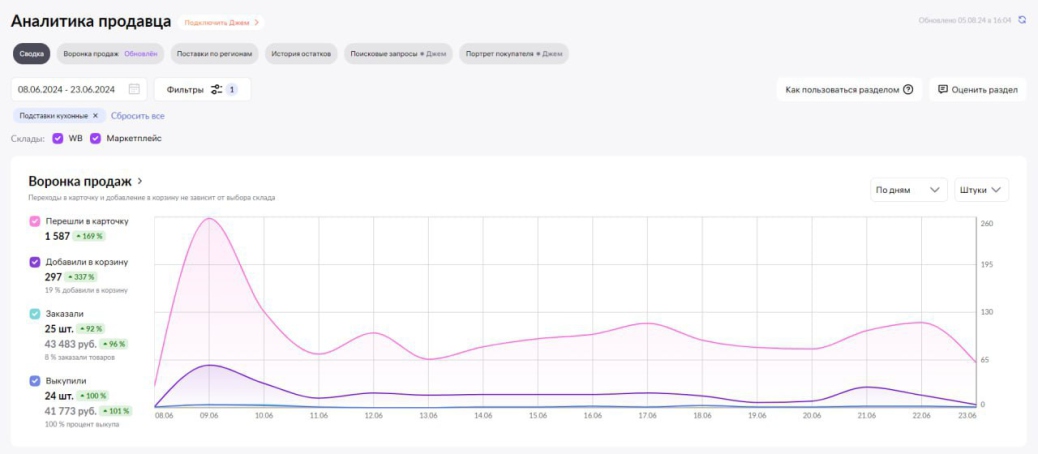 Аналитика продавца Подключить Джем >
Обновлено 05.08.24 в 16:04
Сводка Воронка продаж Обновлён Поставки по регионам История остатков Поисковые запросы Джем Портрет покупателя Джем
08.06.2024 - 23.06.2024 Фильтры 1 Как пользоваться разделом Оценить раздел
Подставки кухонные × Сбросить все
Склады: WB Маркетплейс
Воронка продаж >
Переходы в карточку и добавление в корзину не зависит от выбора склада
По дням Штуки
Перешли в карточку
1 587 169 %
Добавили в корзину
297 337 %
19 % добавили в корзину
Заказали
25 шт. 92 %
43 483 руб. 96 %
8 % заказали товаров
Выкупили
24 шт. 100 %
41 773 руб. 101 %
100 % процент выкупа
260
195
130
65
0
08.06 09.06 10.06 11.06 12.06 13.06 14.06 15.06 16.06 17.06 18.06 19.06 20.06 21.06 22.06 23.06